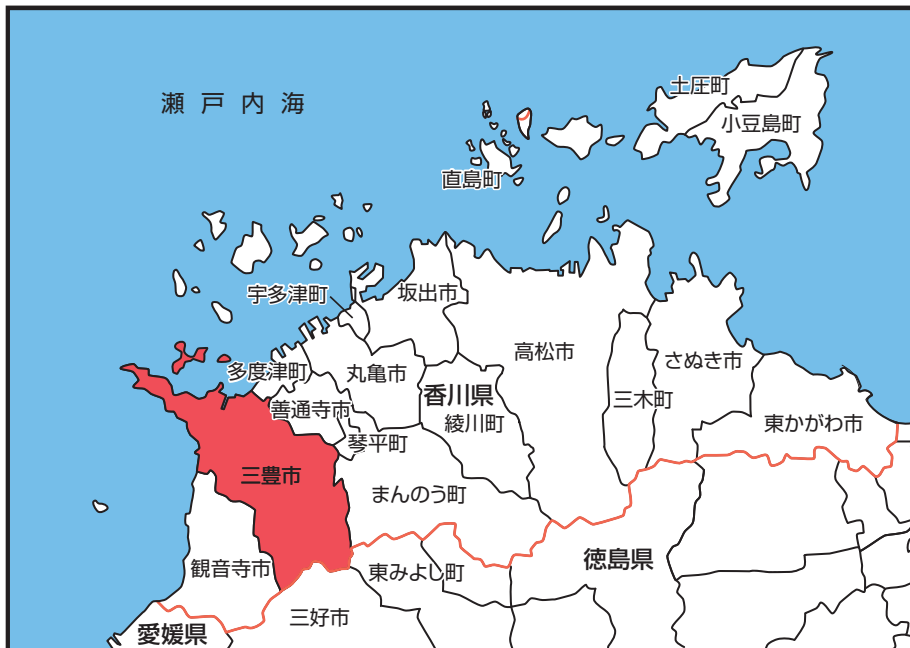 瀬戸内海
土圧町
小豆島町
直島町
宇多津町
坂出市
高松市
さぬき市
多度津町
丸亀市
香川県
三木町
善通寺市
綾川町
東かがわ市
琴平町
三豊市
まんのう町
観音寺市
東みよし町
徳島県
三好市
愛媛県